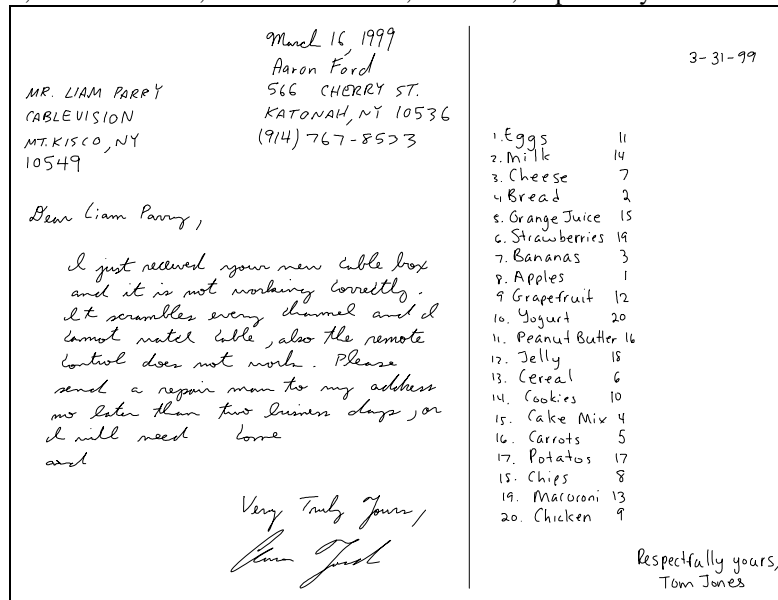 March 16, 1999
Aaron Ford
566 CHERRY ST.
KATONAH, NY 10536
(914) 767-8523
MR. LIAM PARRY
CABLEVISION
MT. KISCO, NY
10549
Dear Liam Parry,
I just received your new cable box
and it is not working correctly.
It scrambles every channel and I
cannot watch cable, also the remote
control does not work. Please
send a repair man to my address
no later than two business days, or
I will need come
and
Very Truly Yours,
Aaron Ford
3-31-99
1. Eggs 11
2. Milk 14
3. Cheese 7
4 Bread 2
5. Orange Juice 15
6. Strawberries 19
7. Bananas 3
8. Apples 1
9 Grapefruit 12
10. Yogurt 20
11. Peanut Butter 16
12. Jelly 18
13. Cereal 6
14. Cookies 10
15. Cake Mix 4
16. Carrots 5
17. Potatos 17
18. Chips 8
19. Macoroni 13
20. Chicken 9
Respectfully yours,
Tom Jones